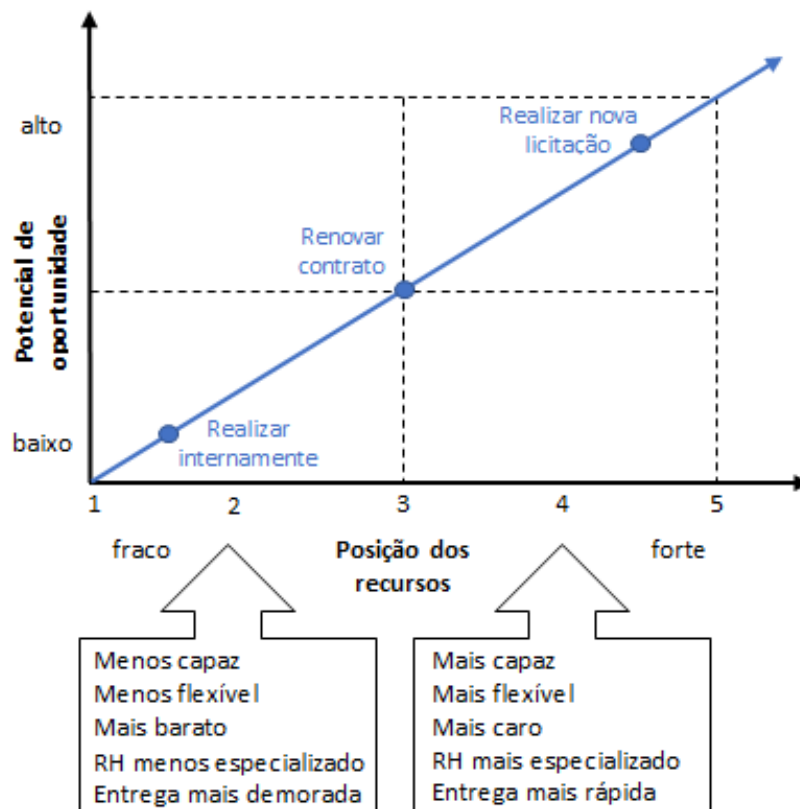 alto
Realizar nova
licitação
Renovar
contrato
Potencial de
oportunidade
baixo
Realizar
internamente
1 2 3 4 5
fraco Posição dos forte
recursos
Menos capaz
Menos flexível
Mais barato
RH menos especializado
Entrega mais demorada
Mais capaz
Mais flexível
Mais caro
RH mais especializado
Entrega mais rápida